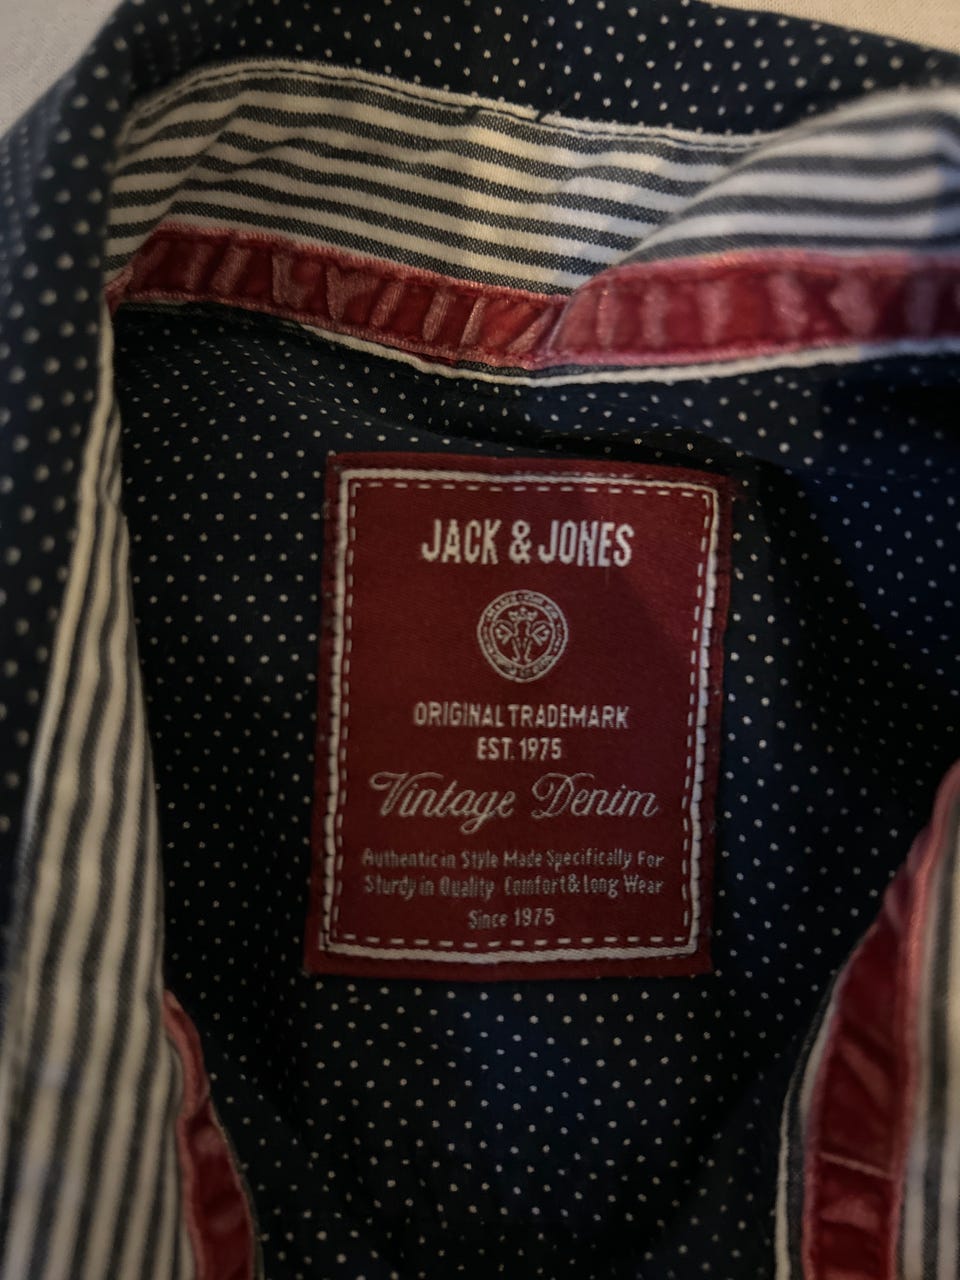 JACK & JONES
ORIGINAL TRADEMARK
EST. 1975
Vintage Denim
Authentic in Style Made Specifically For
Sturdy in Quality Comfort & Long Wear
Since 1975